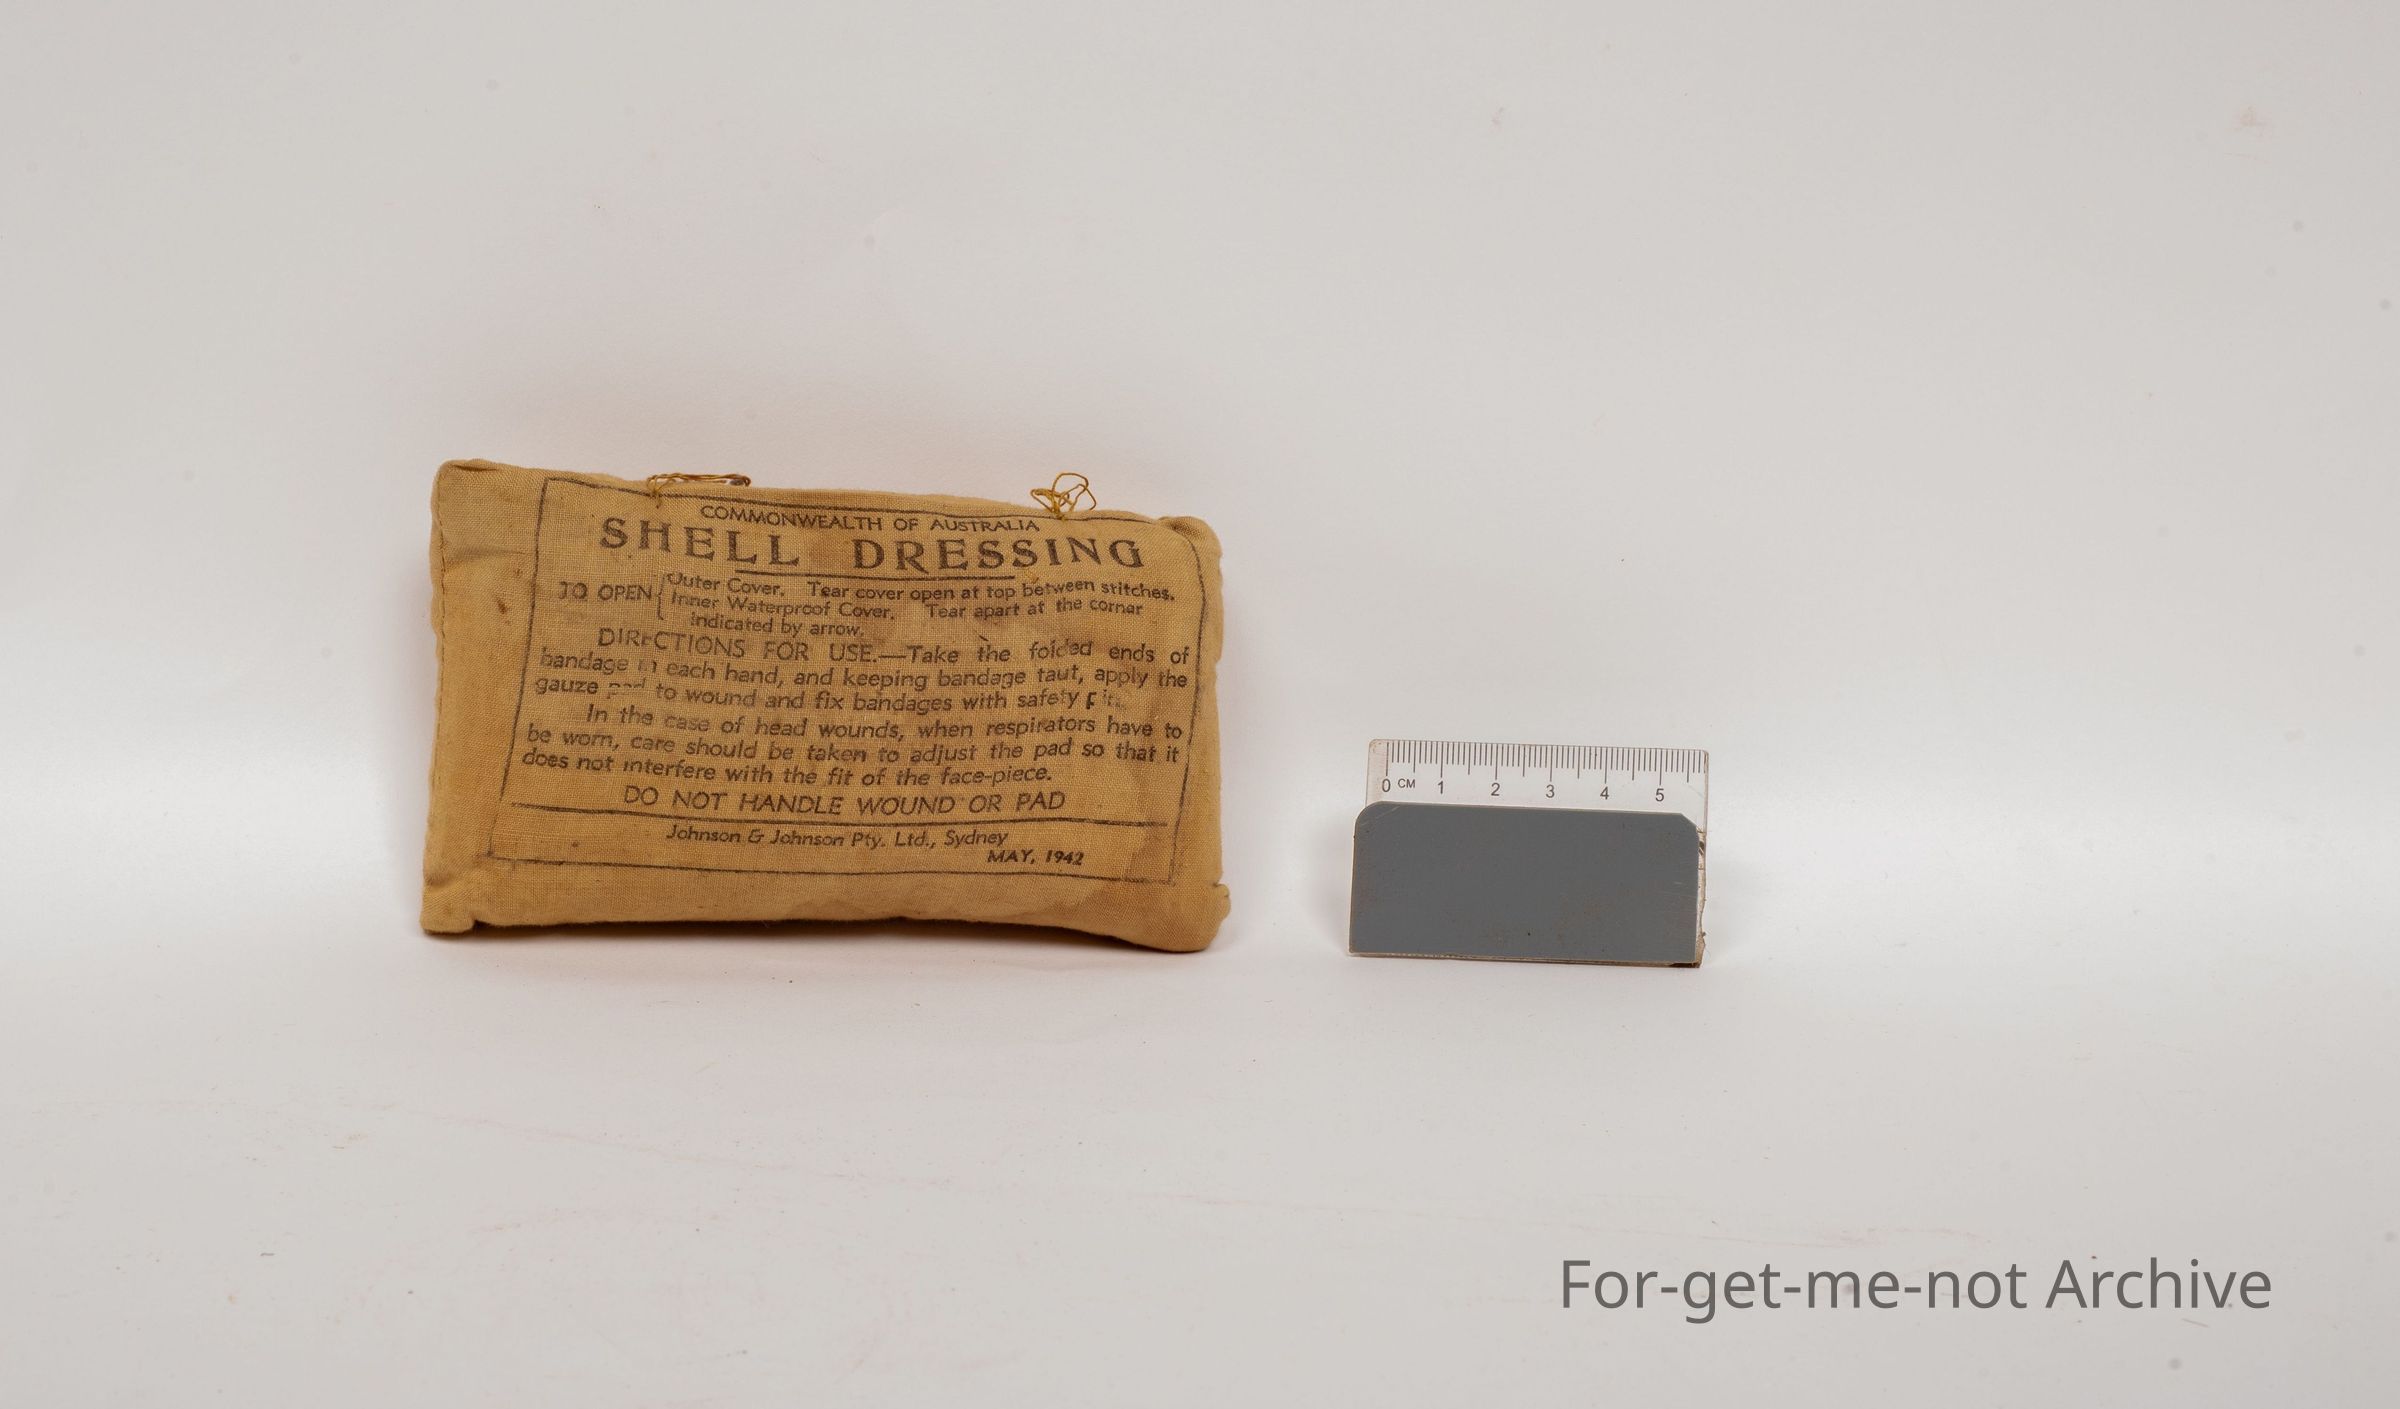 COMMONWEALTH OF AUSTRALIA
SHELL DRESSING
TO OPEN { Outer Cover. Tear cover open at top between stitches.
Inner Waterproof Cover. Tear apart at the corner
indicated by arrow.
DIRECTIONS FOR USE.—Take the folded ends of
bandage in each hand, and keeping bandage taut, apply the
gauze pad to wound and fix bandages with safety
In the case of head wounds, when respirators have to
be worn, care should be taken to adjust the pad so that it
does not interfere with the fit of the face-piece.
DO NOT HANDLE WOUND OR PAD
Johnson & Johnson Pty. Ltd., Sydney
MAY, 1942
0 CM 1 2 3 4 5
For-get-me-not Archive